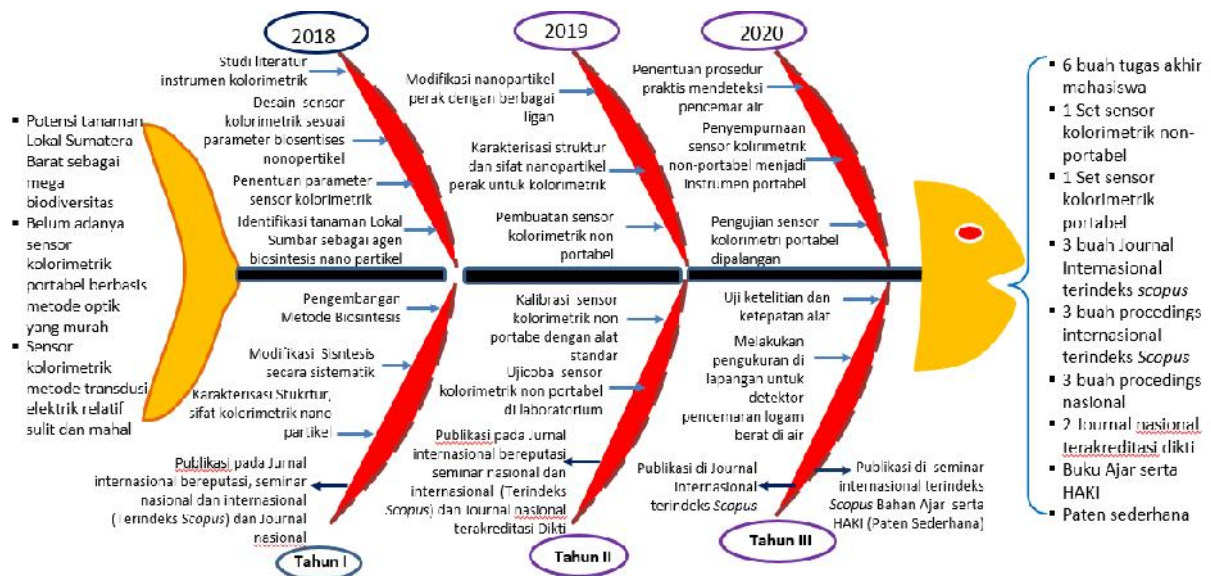 ▪ Potensi tanaman
Lokal Sumatera
Barat sebagai
mega
biodiversitas
▪ Belum adanya
sensor
kolorimetrik
portabel berbasis
metode optik
yang murah
▪ Sensor
kolorimetrik
metode transdusi
elektrik relatif
sulit dan mahal
2018
Studi literatur
instrumen kolorimetrik
Desain sensor
kolorimetrik sesuai
parameter biosentises
nonopertikel
Penentuan parameter
sensor kolorimetrik
Identifikasi tanaman Lokal
Sumbar sebagai agen
biosintesis nano partikel
Pengembangan
Metode Biosintesis
Modifikasi Sisntesis
secara sistematik
Karakterisasi Stukrtur,
sifat kolorimetrik nano
partikel
Publikasi pada Jurnal
internasional bereputasi, seminar
nasional dan internasional
(Terindeks Scopus) dan Journal
nasional
Tahun I
2019
Modifikasi nanopartikel
perak dengan berbagai
ligan
Karakterisasi struktur
dan sifat nanopartikel
perak untuk kolorimetrik
Pembuatan sensor
kolorimetrik non
portabel
Kalibrasi sensor
kolorimetrik non
portabe dengan alat
standar
Ujicoba sensor
kolorimetrik non portabel
di laboratorium
Publikasi pada Jurnal
internasional bereputasi
seminar nasional dan
internasional (Terindeks
Scopus) dan Journal nasional
terakreditasi Dikti
Tahun II
2020
Penentuan prosedur
praktis mendeteksi
pencemar air
Penyempurnaan
sensor kolirimetrik
non-portabel menjadi
instrumen portabel
Pengujian sensor
kolorimetri portabel
dipalangan
Uji ketelitian dan
ketepatan alat
Melakukan
pengukuran di
lapangan untuk
detektor
pencemaran logam
berat di air
Publikasi di Journal
Internasional
terindeks Scopus
Publikasi di seminar
internasional terindeks
Scopus Bahan Ajar serta
HAKI (Paten Sederhana)
Tahun III
▪ 6 buah tugas akhir
mahasiswa
▪ 1 Set sensor
kolorimetrik non-
portabel
▪ 1 Set sensor
kolorimetrik
portabel
▪ 3 buah Journal
Internasional
terindeks scopus
▪ 3 buah procedings
internasional
terindeks Scopus
▪ 3 buah procedings
nasional
▪ 2 Journal nasional
terakreditasi dikti
▪ Buku Ajar serta
HAKI
▪ Paten sederhana